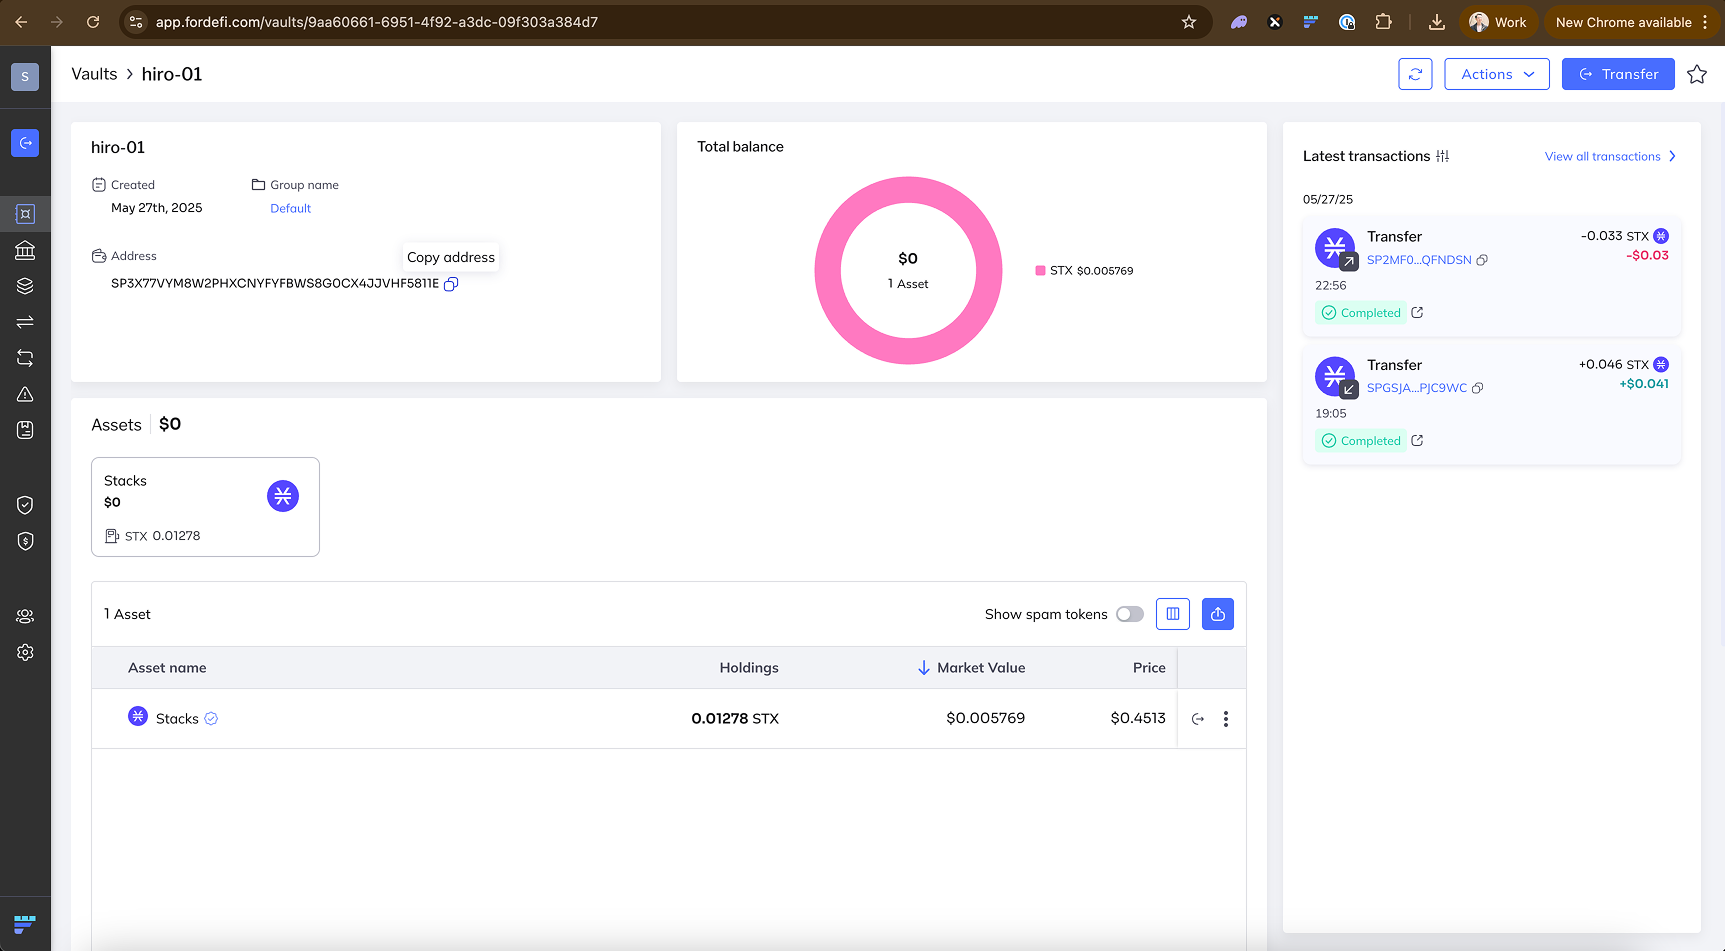 app.fordefi.com/vaults/9aa60661-6951-4f92-a3dc-09f303a384d7
Work
New Chrome available
S
Vaults > hiro-01
Actions
Transfer
hiro-01
Created
Group name
May 27th, 2025
Default
Address
Copy address
SP3X77VYM8W2PHXCNYFYFBWS8G0CX4JJVHF5811E
Total balance
$0
1 Asset
STX $0.005769
Latest transactions
View all transactions
05/27/25
Transfer
-0.033 STX
SP2MF0...QFNDSN
-$0.03
22:56
Completed
Transfer
+0.046 STX
SPGSJA...PJC9WC
+$0.041
19:05
Completed
Assets
$0
Stacks
$0
STX 0.01278
1 Asset
Show spam tokens
Asset name
Holdings
Market Value
Price
Stacks
0.01278 STX
$0.005769
$0.4513